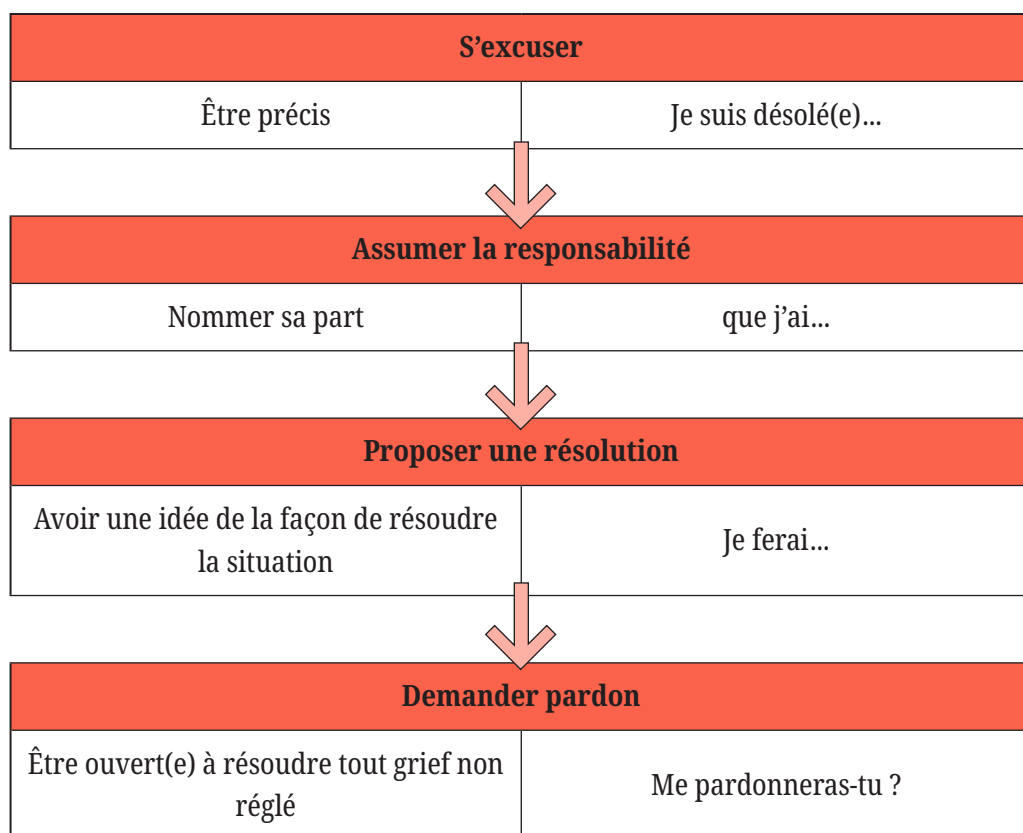 S’excuser
Être précis
Je suis désolé(e)...
Assumer la responsabilité
Nommer sa part
que j’ai...
Proposer une résolution
Avoir une idée de la façon de résoudre
la situation
Je ferai...
Demander pardon
Être ouvert(e) à résoudre tout grief non
réglé
Me pardonneras-tu ?